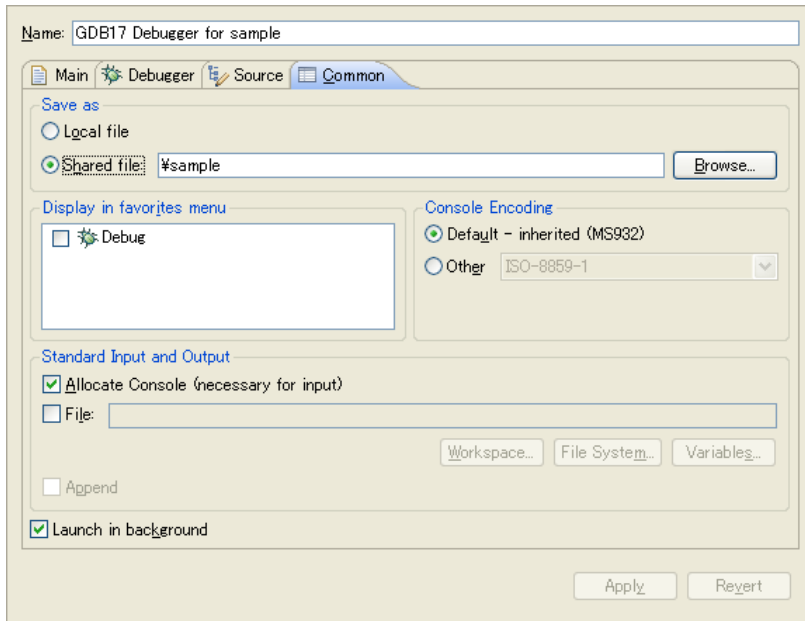 Name: GDB17 Debugger for sample
Main Debugger Source Common
Save as
Local file
Shared file: ¥sample Browse...
Display in favorites menu
Debug
Console Encoding
Default - inherited (MS932)
Other ISO-8859-1
Standard Input and Output
Allocate Console (necessary for input)
File:
Workspace... File System... Variables...
Append
Launch in background
Apply Revert